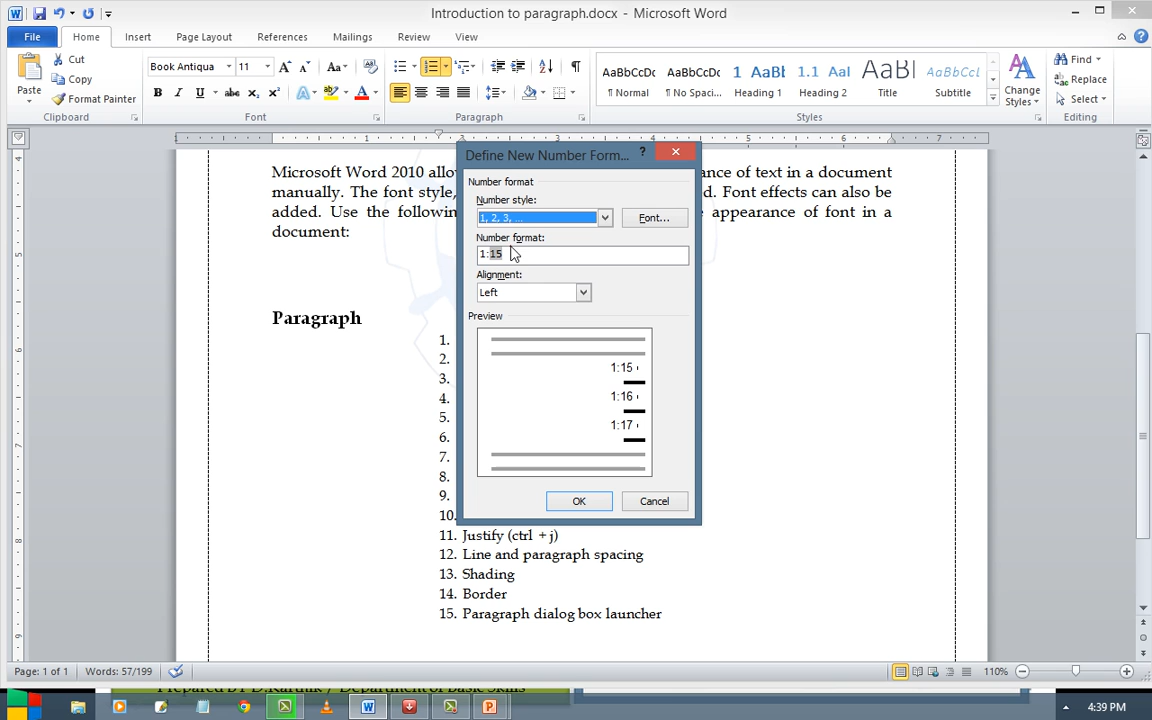 Introduction to paragraph.docx - Microsoft Word
File Home Insert Page Layout References Mailings Review View
Paste
Cut
Copy
Format Painter
Clipboard
Book Antiqua 11
Font
Paragraph
AaBbCcDc AaBbCcDc 1 AaBl 1.1 Aal AaBl AaBbCcl
¶ Normal ¶ No Spaci... Heading 1 Heading 2 Title Subtitle
Change Styles
Styles
Find
Replace
Select
Editing
Microsoft Word 2010 allow
ance of text in a document
manually. The font style,
d. Font effects can also be
added. Use the followin
appearance of font in a
document:
Paragraph
1.
2.
3.
4.
5.
6.
7.
8.
9.
10.
11. Justify (ctrl + j)
12. Line and paragraph spacing
13. Shading
14. Border
15. Paragraph dialog box launcher
Define New Number Form...
Number format
Number style:
1, 2, 3, ...
Font...
Number format:
1:15
Alignment:
Left
Preview
1:15
1:16
1:17
OK Cancel
Page: 1 of 1 Words: 57/199 110%
4:39 PM